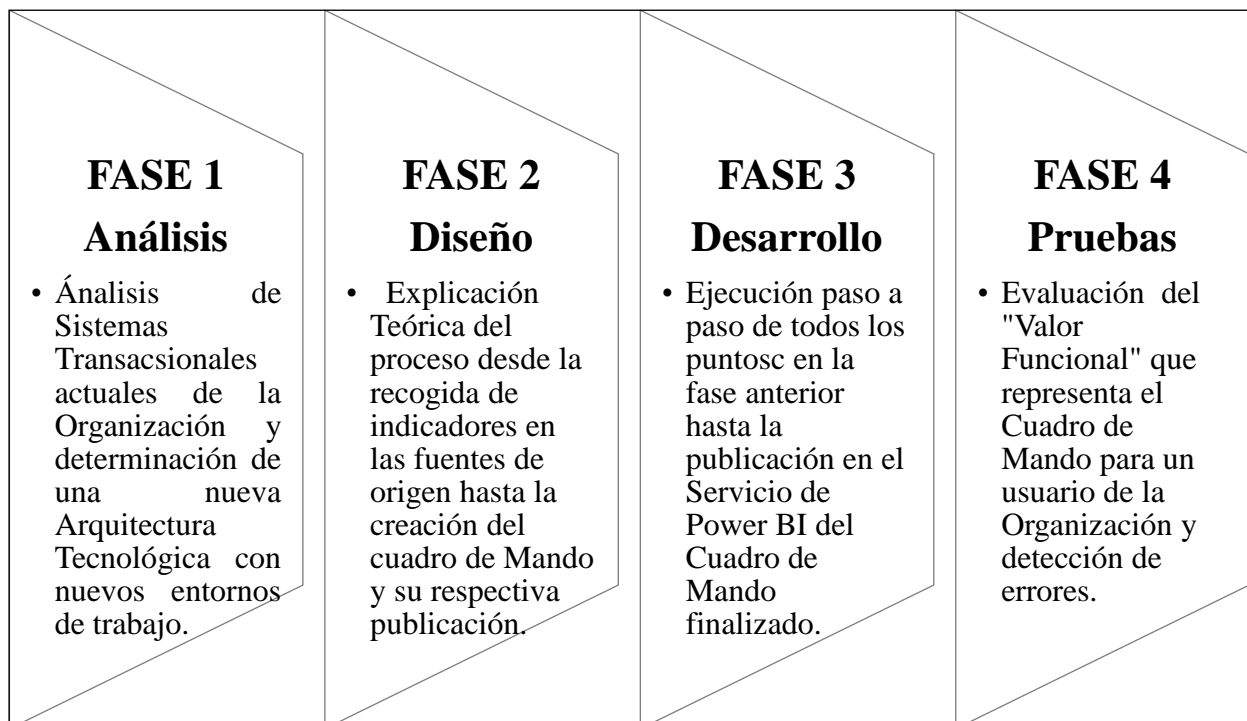 FASE 1
Análisis
• Ánalisis de
Sistemas
Transacsionales
actuales de la
Organización y
determinación de
una nueva
Arquitectura
Tecnológica con
nuevos entornos
de trabajo.
FASE 2
Diseño
• Explicación
Teórica del
proceso desde la
recogida de
indicadores en
las fuentes de
origen hasta la
creación del
cuadro de Mando
y su respectiva
publicación.
FASE 3
Desarrollo
• Ejecución paso a
paso de todos los
puntosc en la
fase anterior
hasta la
publicación en el
Servicio de
Power BI del
Cuadro de
Mando
finalizado.
FASE 4
Pruebas
• Evaluación del
"Valor
Funcional" que
representa el
Cuadro de
Mando para un
usuario de la
Organización y
detección de
errores.